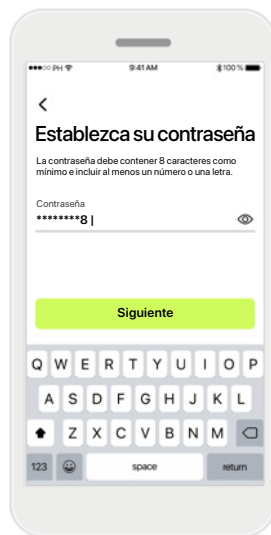 PH 9:41 AM 100 %
Establezca su contraseña
La contraseña debe contener 8 caracteres como
mínimo e incluir al menos un número o una letra.
Contraseña
********8 |
Siguiente
Q W E R T Y U I O P
A S D F G H J K L
Z X C V B N M
123 space return